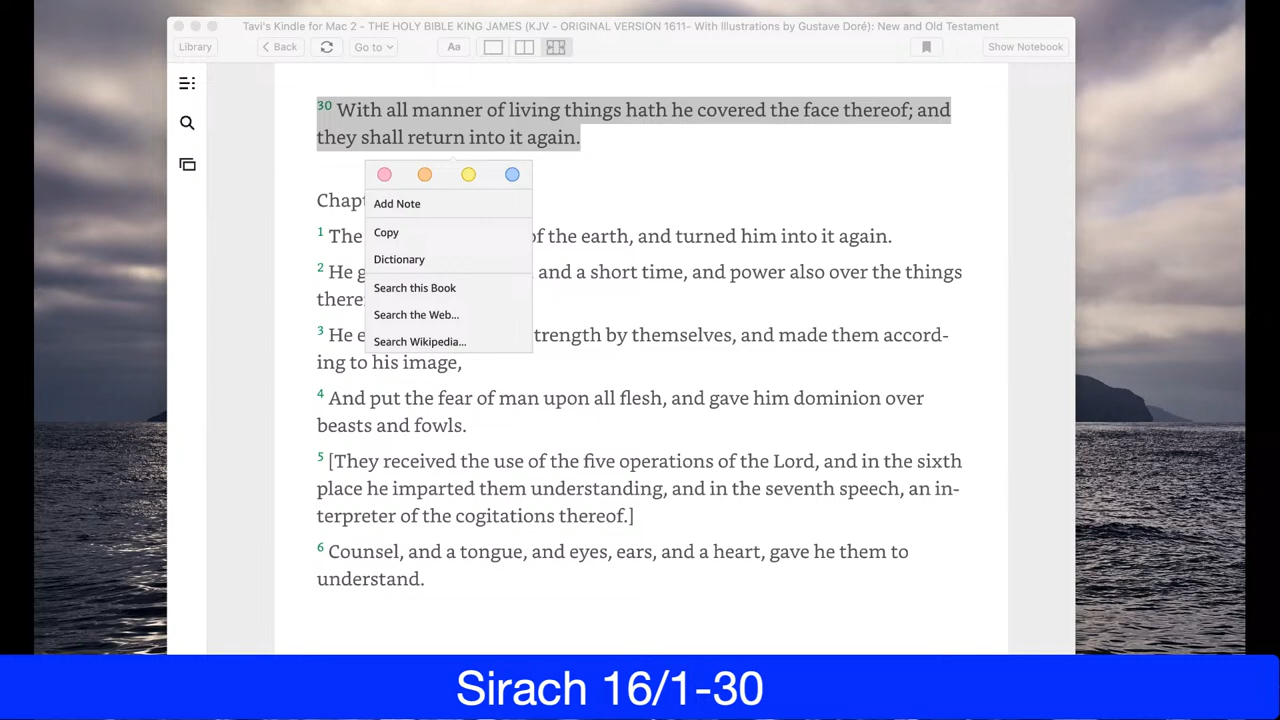 Tavi's Kindle for Mac 2 - THE HOLY BIBLE KING JAMES (KJV - ORIGINAL VERSION 1611- With Illustrations by Gustave Doré): New and Old Testament
Library
Back
Go to
Aa
Show Notebook
30 With all manner of living things hath he covered the face thereof; and
they shall return into it again.
Add Note
Copy
Dictionary
Search this Book
Search the Web...
Search Wikipedia...
Chapt
1 The of the earth, and turned him into it again.
2 He g and a short time, and power also over the things
there
3 He e trength by themselves, and made them accord-
ing to his image,
4 And put the fear of man upon all flesh, and gave him dominion over
beasts and fowls.
5 [They received the use of the five operations of the Lord, and in the sixth
place he imparted them understanding, and in the seventh speech, an in-
terpreter of the cogitations thereof.]
6 Counsel, and a tongue, and eyes, ears, and a heart, gave he them to
understand.
Sirach 16/1-30